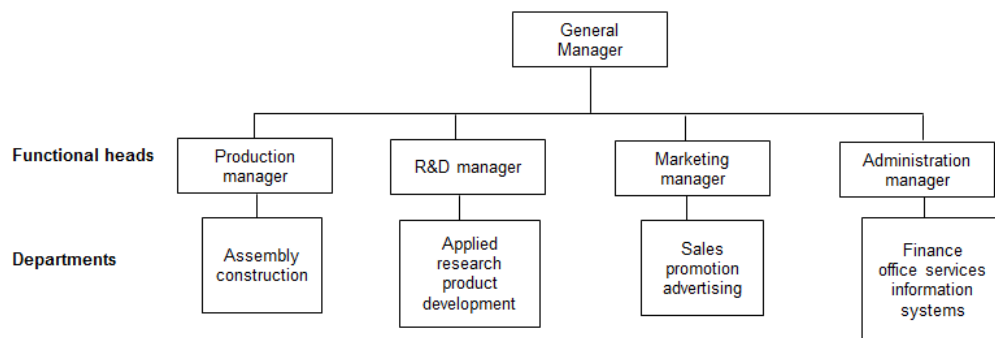 General
Manager
Functional heads
Production
manager
R&D manager
Marketing
manager
Administration
manager
Departments
Assembly
construction
Applied
research
product
development
Sales
promotion
advertising
Finance
office services
information
systems